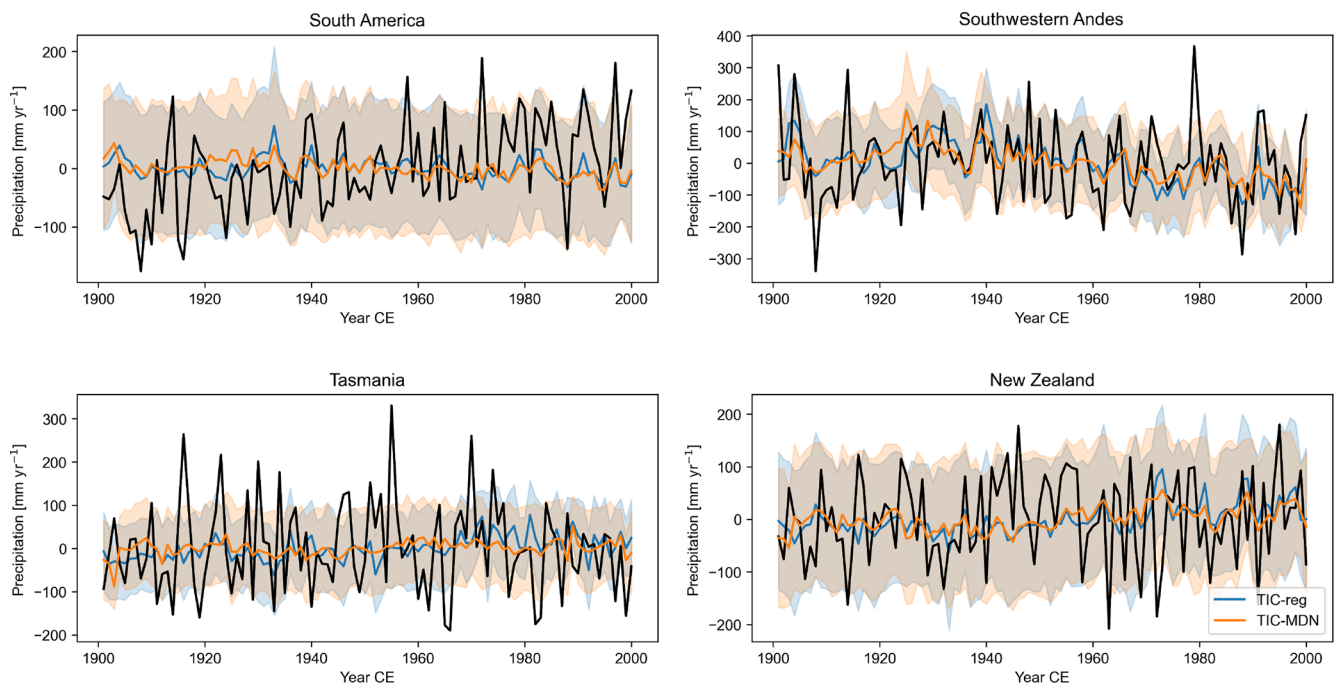 South America
Precipitation [mm yr⁻¹]
200
100
0
−100
1900 1920 1940 1960 1980 2000
Year CE
Southwestern Andes
Precipitation [mm yr⁻¹]
400
300
200
100
0
−100
−200
−300
1900 1920 1940 1960 1980 2000
Year CE
Tasmania
Precipitation [mm yr⁻¹]
300
200
100
0
−100
−200
1900 1920 1940 1960 1980 2000
Year CE
New Zealand
Precipitation [mm yr⁻¹]
200
100
0
−100
−200
1900 1920 1940 1960 1980 2000
Year CE
TIC-reg
TIC-MDN